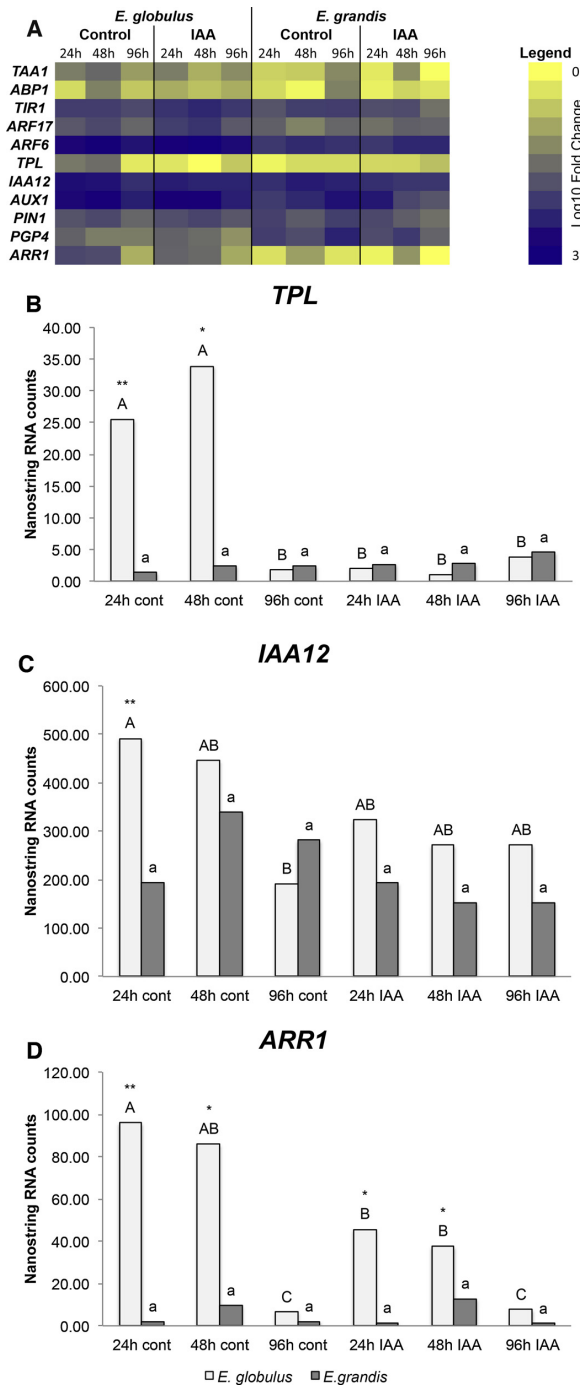 A
E. globulus E. grandis
Control IAA Control IAA
24h 48h 96h 24h 48h 96h 24h 48h 96h 24h 48h 96h
TAA1
ABP1
TIR1
ARF17
ARF6
TPL
IAA12
AUX1
PIN1
PGP4
ARR1
Legend
0
Log10 Fold Change
3
B
TPL
Nanostring RNA counts
40.00
35.00
30.00
25.00
20.00
15.00
10.00
5.00
0.00
** *
A A
a a B a B a B a B a
24h cont 48h cont 96h cont 24h IAA 48h IAA 96h IAA
C
IAA12
Nanostring RNA counts
600.00
500.00
400.00
300.00
200.00
100.00
0.00
**
A AB AB AB AB
a a B a a a a
24h cont 48h cont 96h cont 24h IAA 48h IAA 96h IAA
D
ARR1
Nanostring RNA counts
120.00
100.00
80.00
60.00
40.00
20.00
0.00
** * * *
A AB B B
a a C a a a C a
24h cont 48h cont 96h cont 24h IAA 48h IAA 96h IAA
E. globulus E.grandis